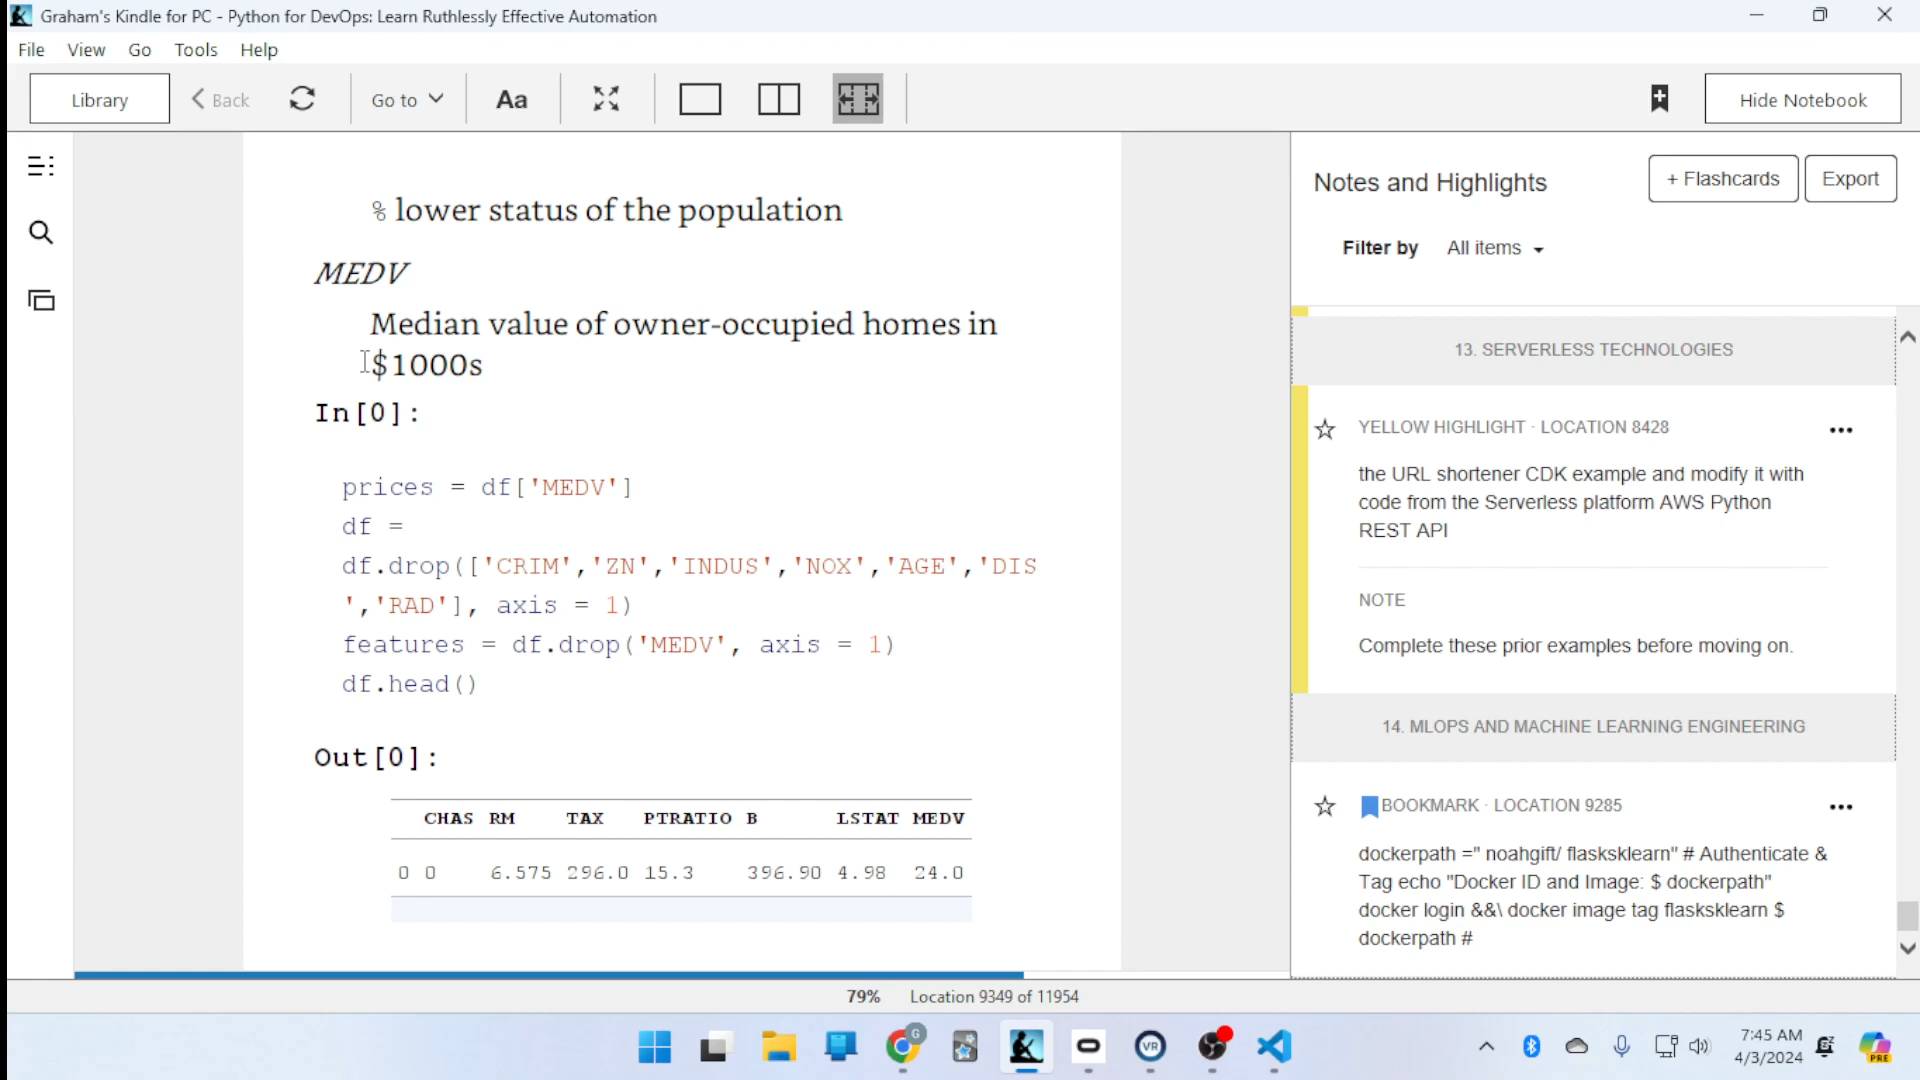 Graham's Kindle for PC - Python for DevOps: Learn Ruthlessly Effective Automation
File View Go Tools Help
Library Back Go to Aa Hide Notebook
% lower status of the population
MEDV
Median value of owner-occupied homes in
$1000s
In[0]:
prices = df['MEDV']
df =
df.drop(['CRIM','ZN','INDUS','NOX','AGE','DIS
','RAD'], axis = 1)
features = df.drop('MEDV', axis = 1)
df.head()
Out[0]:
CHAS RM TAX PTRATIO B LSTAT MEDV
0 0 6.575 296.0 15.3 396.90 4.98 24.0
Notes and Highlights
+ Flashcards Export
Filter by All items
13. SERVERLESS TECHNOLOGIES
YELLOW HIGHLIGHT · LOCATION 8428
the URL shortener CDK example and modify it with
code from the Serverless platform AWS Python
REST API
NOTE
Complete these prior examples before moving on.
14. MLOPS AND MACHINE LEARNING ENGINEERING
BOOKMARK · LOCATION 9285
dockerpath =" noahgift/ flasksklearn" # Authenticate &
Tag echo "Docker ID and Image: $ dockerpath"
docker login &&\ docker image tag flasksklearn $
dockerpath #
79% Location 9349 of 11954
G
VR
7:45 AM
4/3/2024
PRE